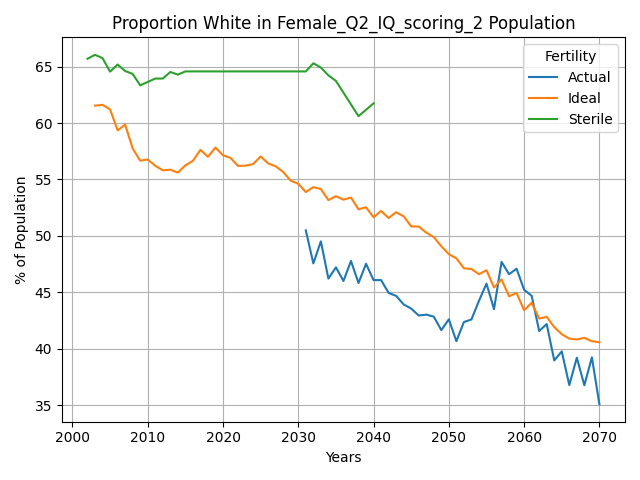 Proportion White in Female_Q2_IQ_scoring_2 Population
% of Population
65
60
55
50
45
40
35
Fertility
Actual
Ideal
Sterile
2000 2010 2020 2030 2040 2050 2060 2070
Years